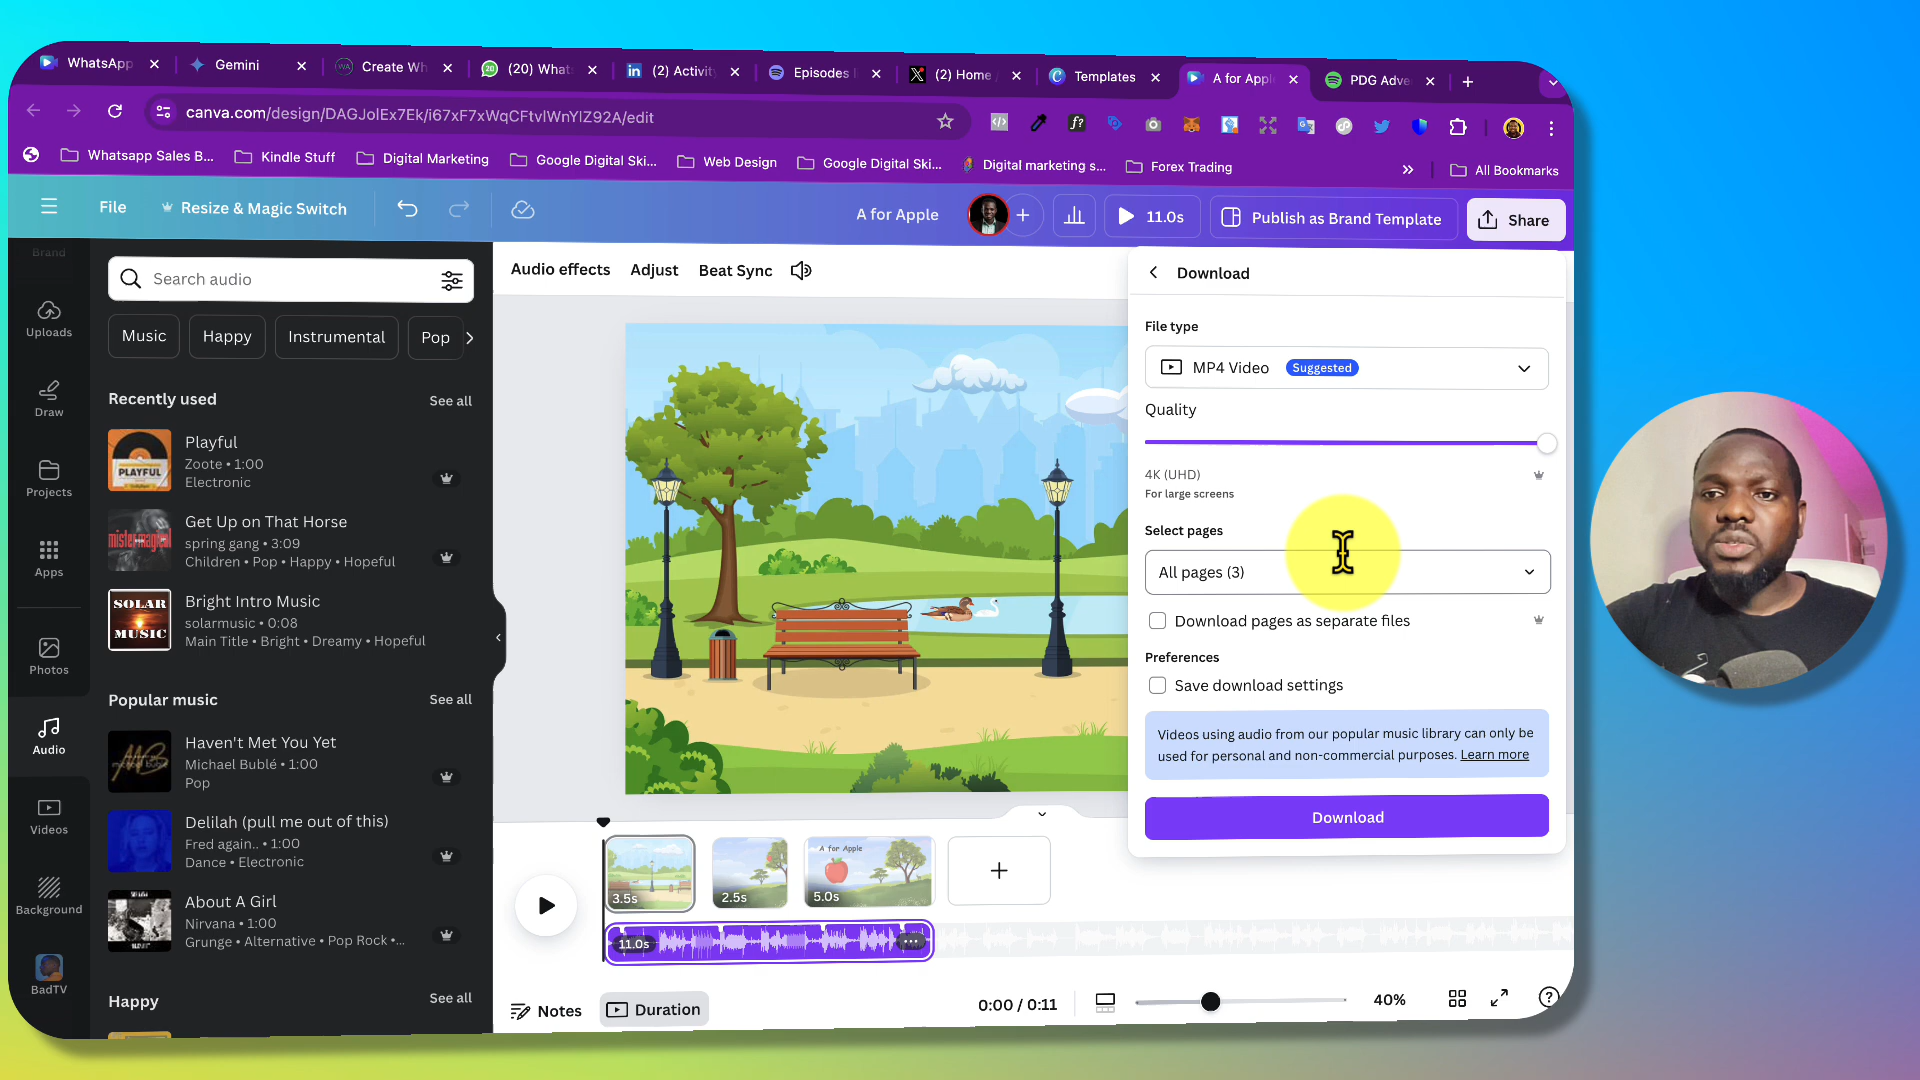 WhatsApp
Gemini
Create Wh
(20) What
(2) Activity
Episodes
(2) Home
Templates
A for Apple
PDG Adve
canva.com/design/DAGJolEx7Ek/i67xF7xWqCFtvlWnYlZ92A/edit
Whatsapp Sales B...
Kindle Stuff
Digital Marketing
Google Digital Ski...
Web Design
Google Digital Ski...
Digital marketing s...
Forex Trading
All Bookmarks
File
Resize & Magic Switch
A for Apple
11.0s
Publish as Brand Template
Share
Brand
Uploads
Draw
Projects
Apps
Photos
Audio
Videos
Background
BadTV
Search audio
Music
Happy
Instrumental
Pop
Recently used
See all
PLAYFUL
Playful
Zoote • 1:00
Electronic
Get Up on That Horse
spring gang • 3:09
Children • Pop • Happy • Hopeful
SOLAR
MUSIC
Bright Intro Music
solarmusic • 0:08
Main Title • Bright • Dreamy • Hopeful
Popular music
See all
Haven't Met You Yet
Michael Bublé • 1:00
Pop
Delilah (pull me out of this)
Fred again.. • 1:00
Dance • Electronic
About A Girl
Nirvana • 1:00
Grunge • Alternative • Pop Rock •...
Happy
See all
Audio effects
Adjust
Beat Sync
Download
File type
MP4 Video
Suggested
Quality
4K (UHD)
For large screens
Select pages
All pages (3)
Download pages as separate files
Preferences
Save download settings
Videos using audio from our popular music library can only be
used for personal and non-commercial purposes. Learn more
Download
3.5s
2.5s
A for Apple
5.0s
11.0s
Notes
Duration
0:00 / 0:11
40%